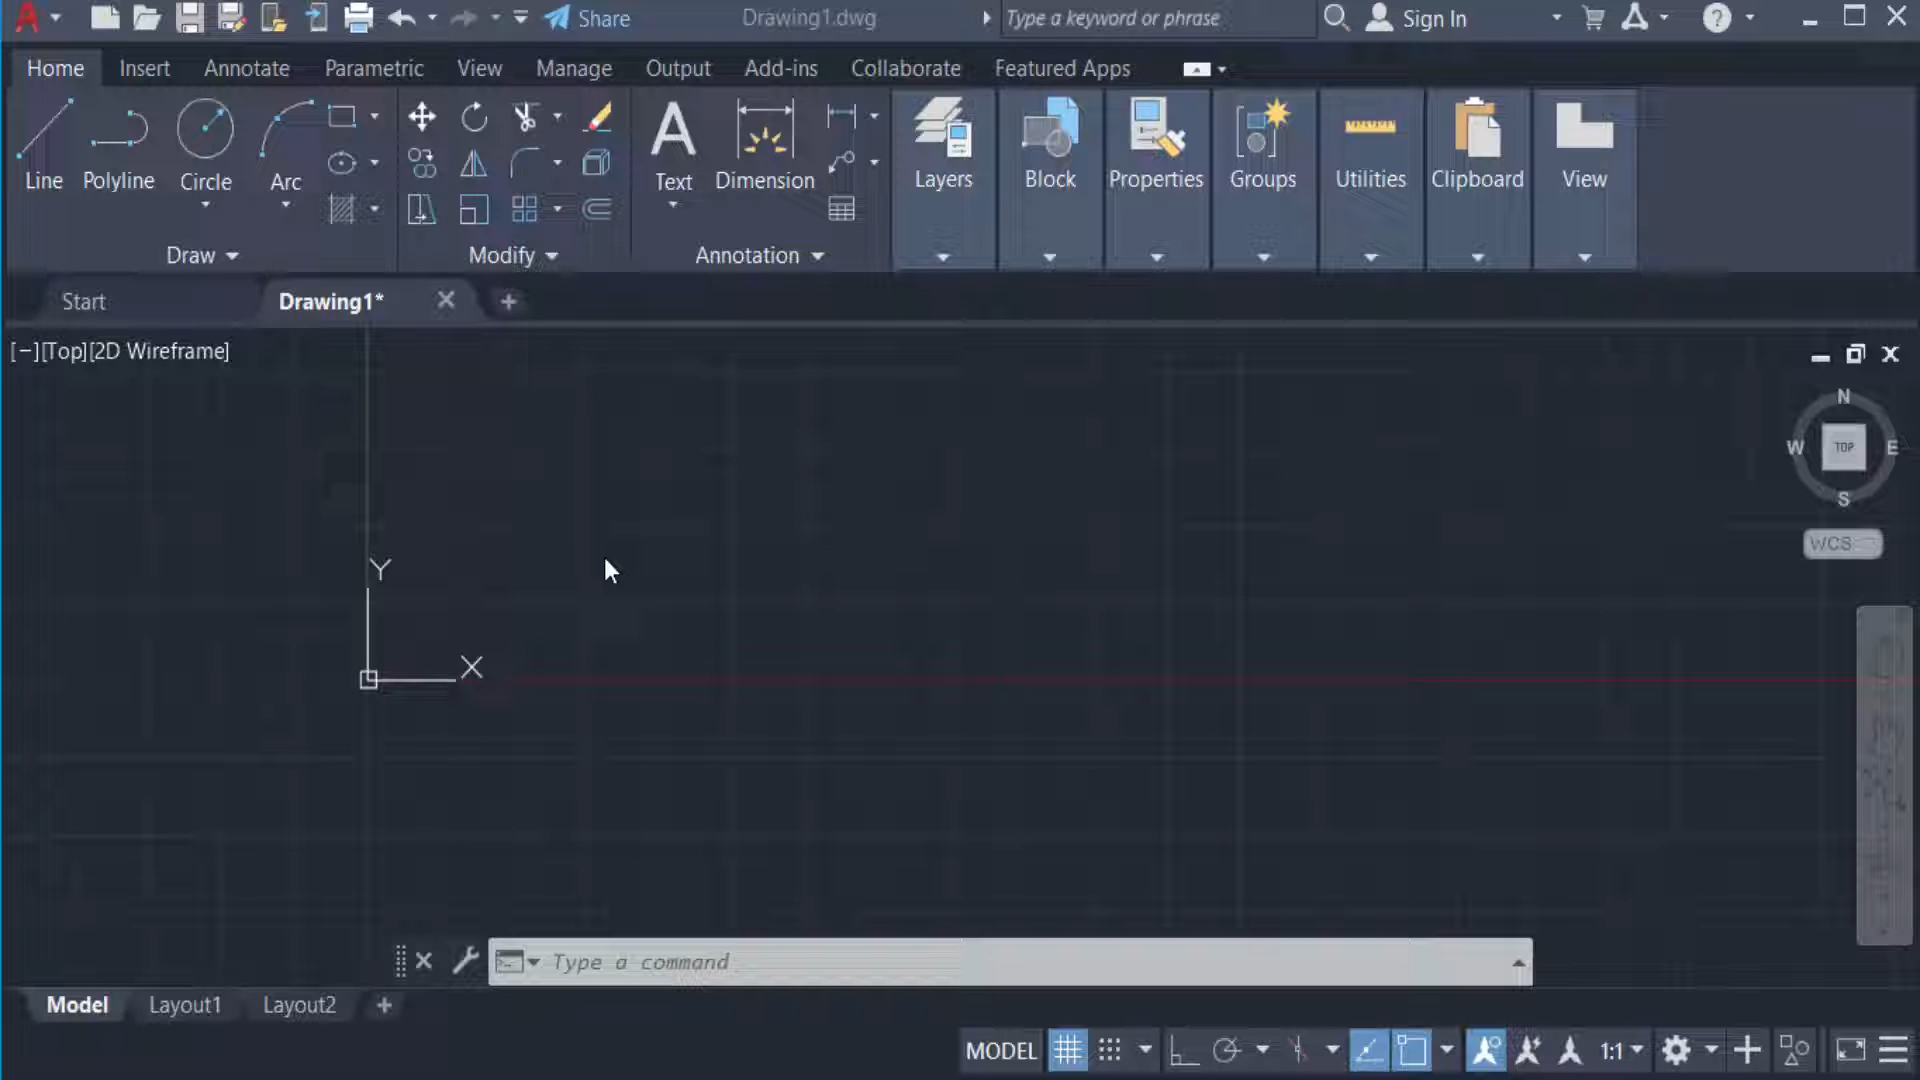 A Share Drawing1.dwg Type a keyword or phrase Sign In ?
Home Insert Annotate Parametric View Manage Output Add-ins Collaborate Featured Apps
A
Line Polyline Circle Arc Text Dimension Layers Block Properties Groups Utilities Clipboard View
Draw Modify Annotation
Start Drawing1* +
[−][Top][2D Wireframe]
N
W TOP E
S
WCS
Y
X
Type a command
Model Layout1 Layout2 +
MODEL 1:1